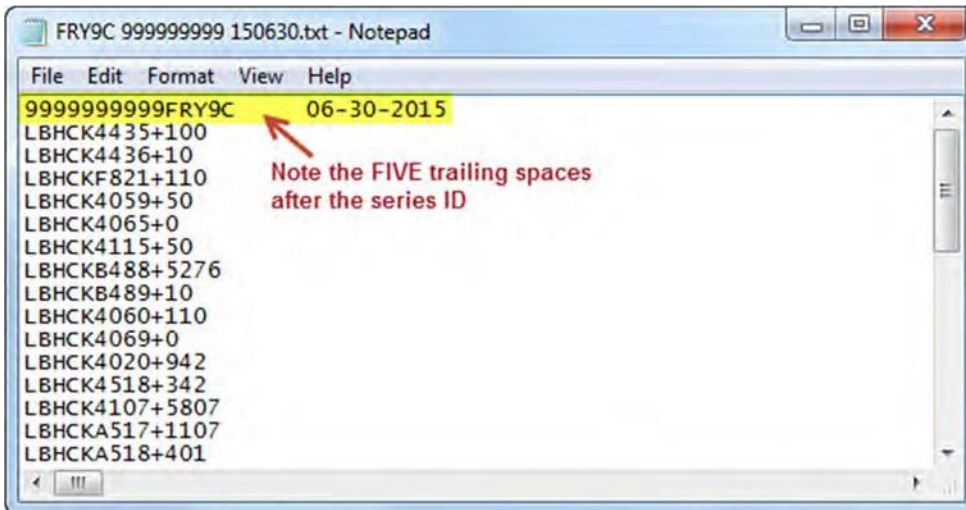 FRY9C 999999999 150630.txt - Notepad
File Edit Format View Help
9999999999FRY9C     06-30-2015
LBHCK4435+100
LBHCK4436+10
LBHCKF821+110
LBHCK4059+50
LBHCK4065+0
LBHCK4115+50
LBHCKB488+5276
LBHCKB489+10
LBHCK4060+110
LBHCK4069+0
LBHCK4020+942
LBHCK4518+342
LBHCK4107+5807
LBHCKA517+1107
LBHCKA518+401
Note the FIVE trailing spaces
after the series ID